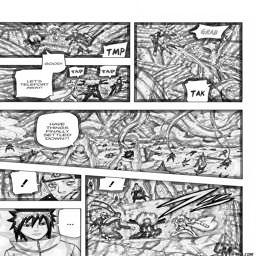 GOOD!
LET'S
TELEPORT
AWAY!
TMP
TAP
TAP
GRAB
TAK
HAVE
THINGS
FINALLY
SETTLED
DOWN?!
!
!
!
...